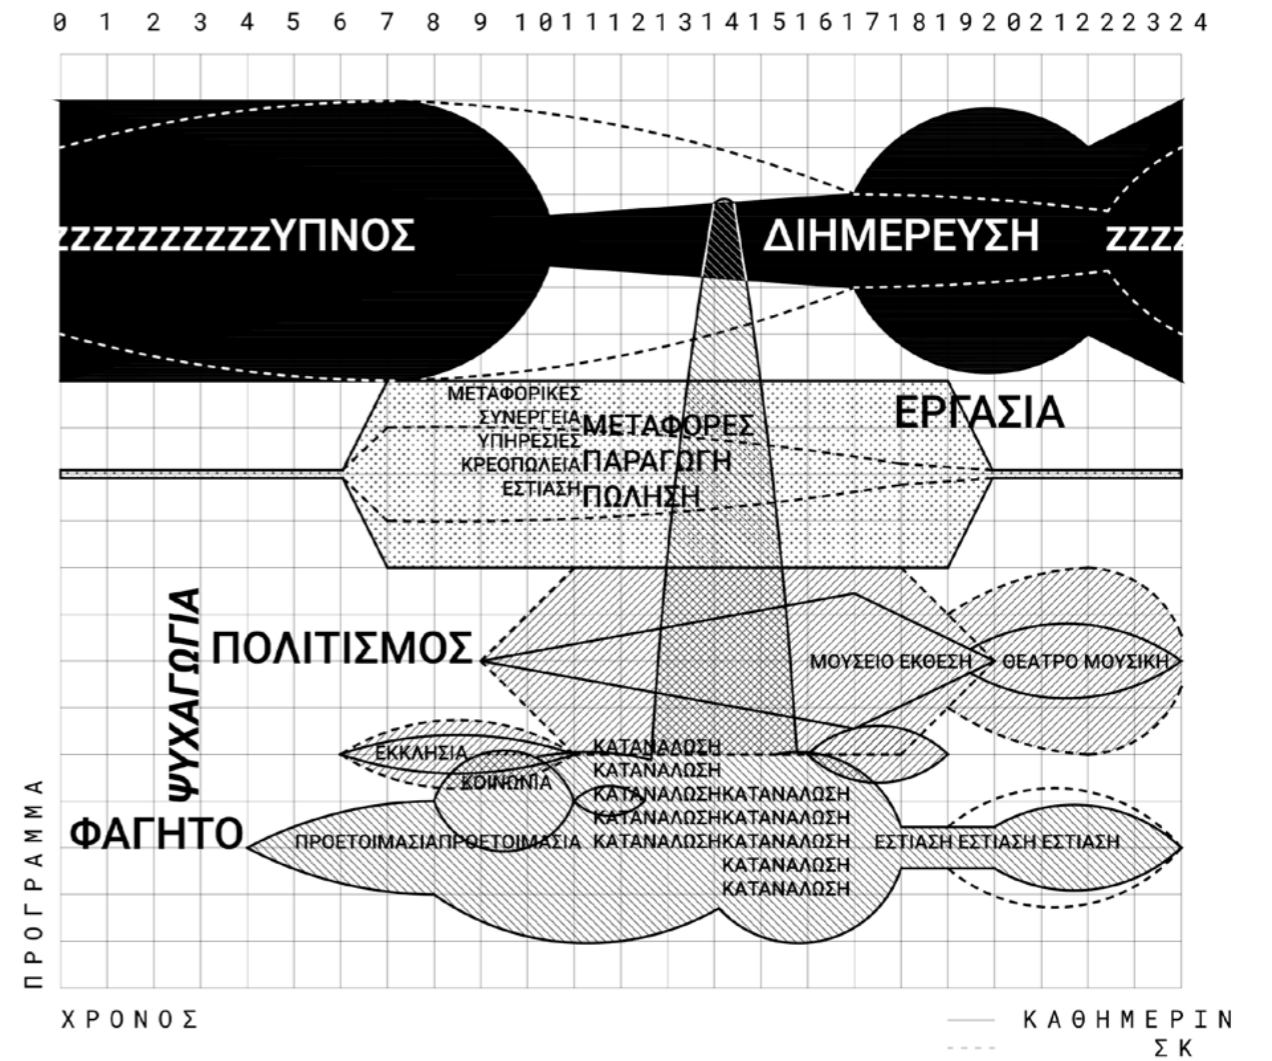 0 1 2 3 4 5 6 7 8 9 10 11 12 13 14 15 16 17 18 19 20 21 22 23 24
zzzzzzzzzzΥΠΝΟΣ
ΔΙΗΜΕΡΕΥΣΗ
zzzz
ΜΕΤΑΦΟΡΙΚΕΣ
ΣΥΝΕΡΓΕΙΑ
ΥΠΗΡΕΣΙΕΣ
ΚΡΕΟΠΩΛΕΙΑ
ΕΣΤΙΑΣΗ
ΜΕΤΑΦΟΡΕΣ
ΠΑΡΑΓΩΓΗ
ΠΩΛΗΣΗ
ΕΡΓΑΣΙΑ
ΨΥΧΑΓΩΓΙΑ
ΠΟΛΙΤΙΣΜΟΣ
ΜΟΥΣΕΙΟ ΕΚΘΕΣΗ
ΘΕΑΤΡΟ ΜΟΥΣΙΚΗ
ΕΚΚΛΗΣΙΑ
ΚΟΙΝΩΝΙΑ
ΦΑΓΗΤΟ
ΠΡΟΕΤΟΙΜΑΣΙΑΠΡΟΕΤΟΙΜΑΣΙΑ
ΚΑΤΑΝΑΛΩΣΗ
ΚΑΤΑΝΑΛΩΣΗ
ΚΑΤΑΝΑΛΩΣΗΚΑΤΑΝΑΛΩΣΗ
ΚΑΤΑΝΑΛΩΣΗΚΑΤΑΝΑΛΩΣΗ
ΚΑΤΑΝΑΛΩΣΗΚΑΤΑΝΑΛΩΣΗ
ΚΑΤΑΝΑΛΩΣΗ
ΚΑΤΑΝΑΛΩΣΗ
ΕΣΤΙΑΣΗ ΕΣΤΙΑΣΗ ΕΣΤΙΑΣΗ
ΠΡΟΓΡΑΜΜΑ
ΧΡΟΝΟΣ
ΚΑΘΗΜΕΡΙΝ
ΣΚ